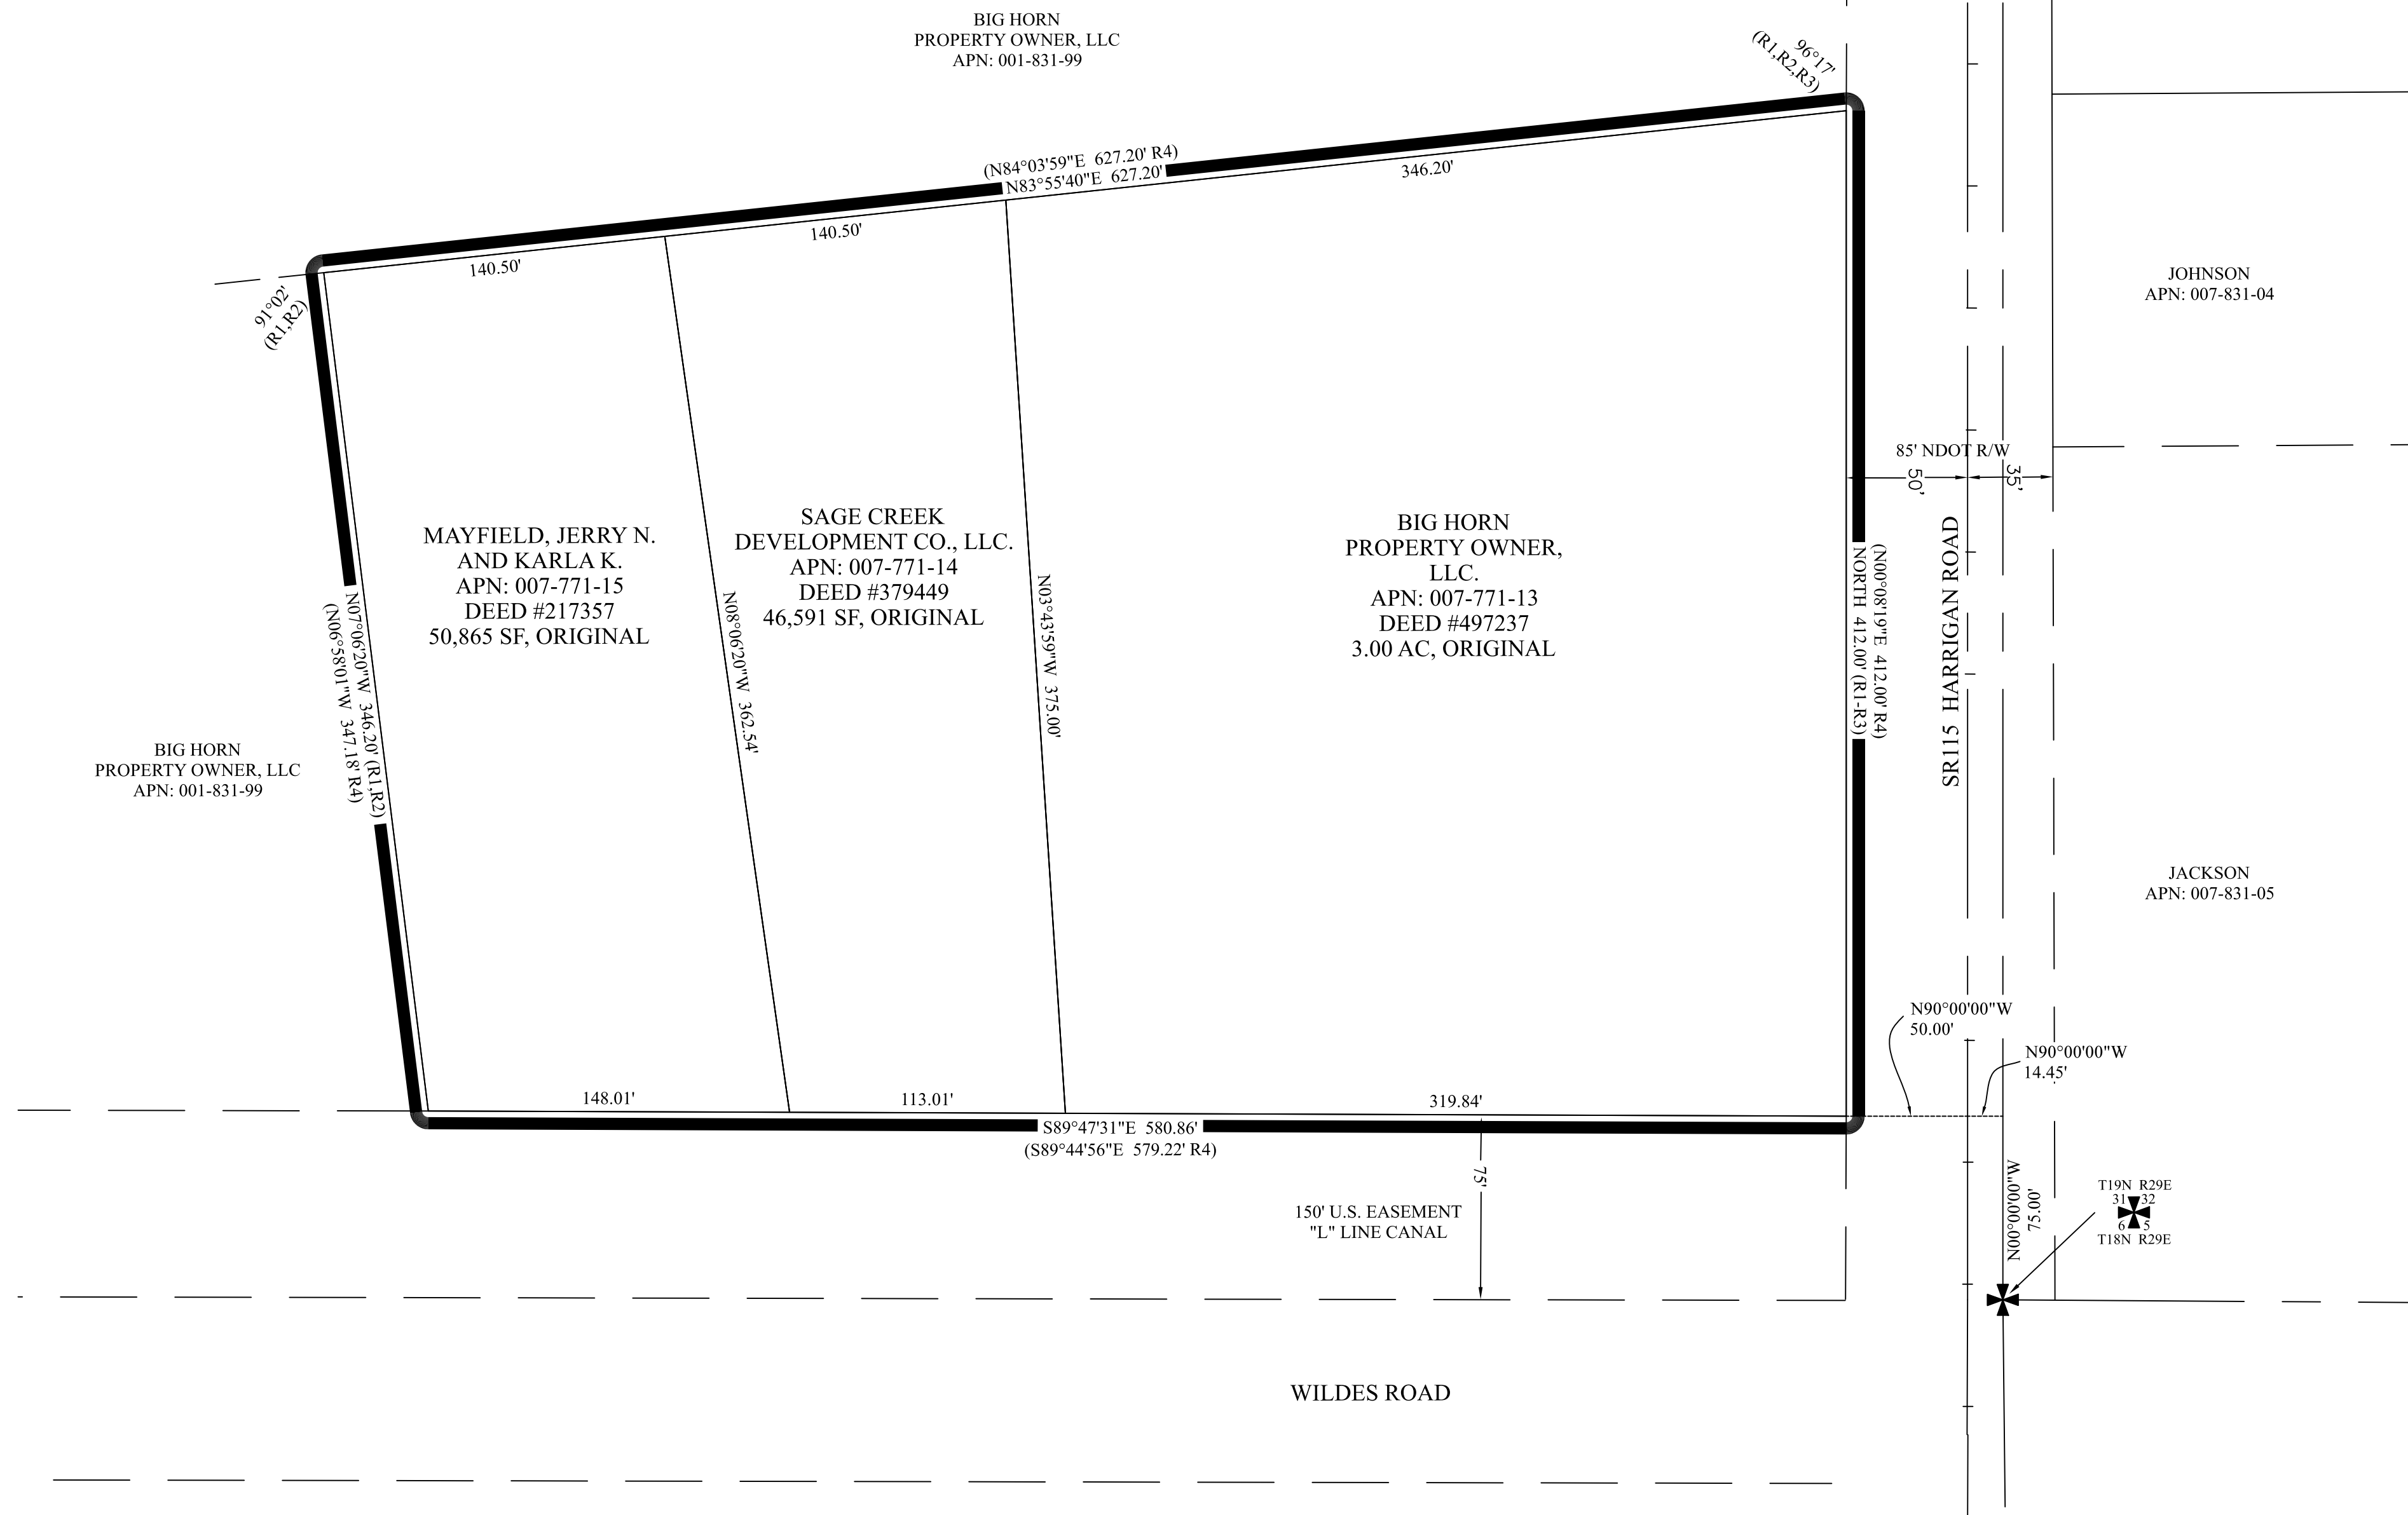 BIG HORN
PROPERTY OWNER, LLC
APN: 001-831-99
96°17'
(R1,R2,R3)
(N84°03'59"E 627.20' R4)
N83°55'40"E 627.20'
346.20'
140.50'
140.50'
91°02'
(R1,R2)
JOHNSON
APN: 007-831-04
85' NDOT R/W
50'
35'
MAYFIELD, JERRY N.
AND KARLA K.
APN: 007-771-15
DEED #217357
50,865 SF, ORIGINAL
SAGE CREEK
DEVELOPMENT CO., LLC.
APN: 007-771-14
DEED #379449
46,591 SF, ORIGINAL
BIG HORN
PROPERTY OWNER,
LLC.
APN: 007-771-13
DEED #497237
3.00 AC, ORIGINAL
N07°06'20"W 346.20' (R1,R2)
(N06°58'01"W 347.18' R4)
N08°06'20"W 362.54'
N03°43'59"W 375.00'
(N00°08'19"E 412.00' R4)
NORTH 412.00' (R1-R3)
SR115 HARRIGAN ROAD
BIG HORN
PROPERTY OWNER, LLC
APN: 001-831-99
JACKSON
APN: 007-831-05
N90°00'00"W
50.00'
N90°00'00"W
14.45'
148.01'
113.01'
319.84'
S89°47'31"E 580.86'
(S89°44'56"E 579.22' R4)
75'
150' U.S. EASEMENT
"L" LINE CANAL
N00°00'00"W
75.00'
T19N R29E
31 32
6 5
T18N R29E
WILDES ROAD